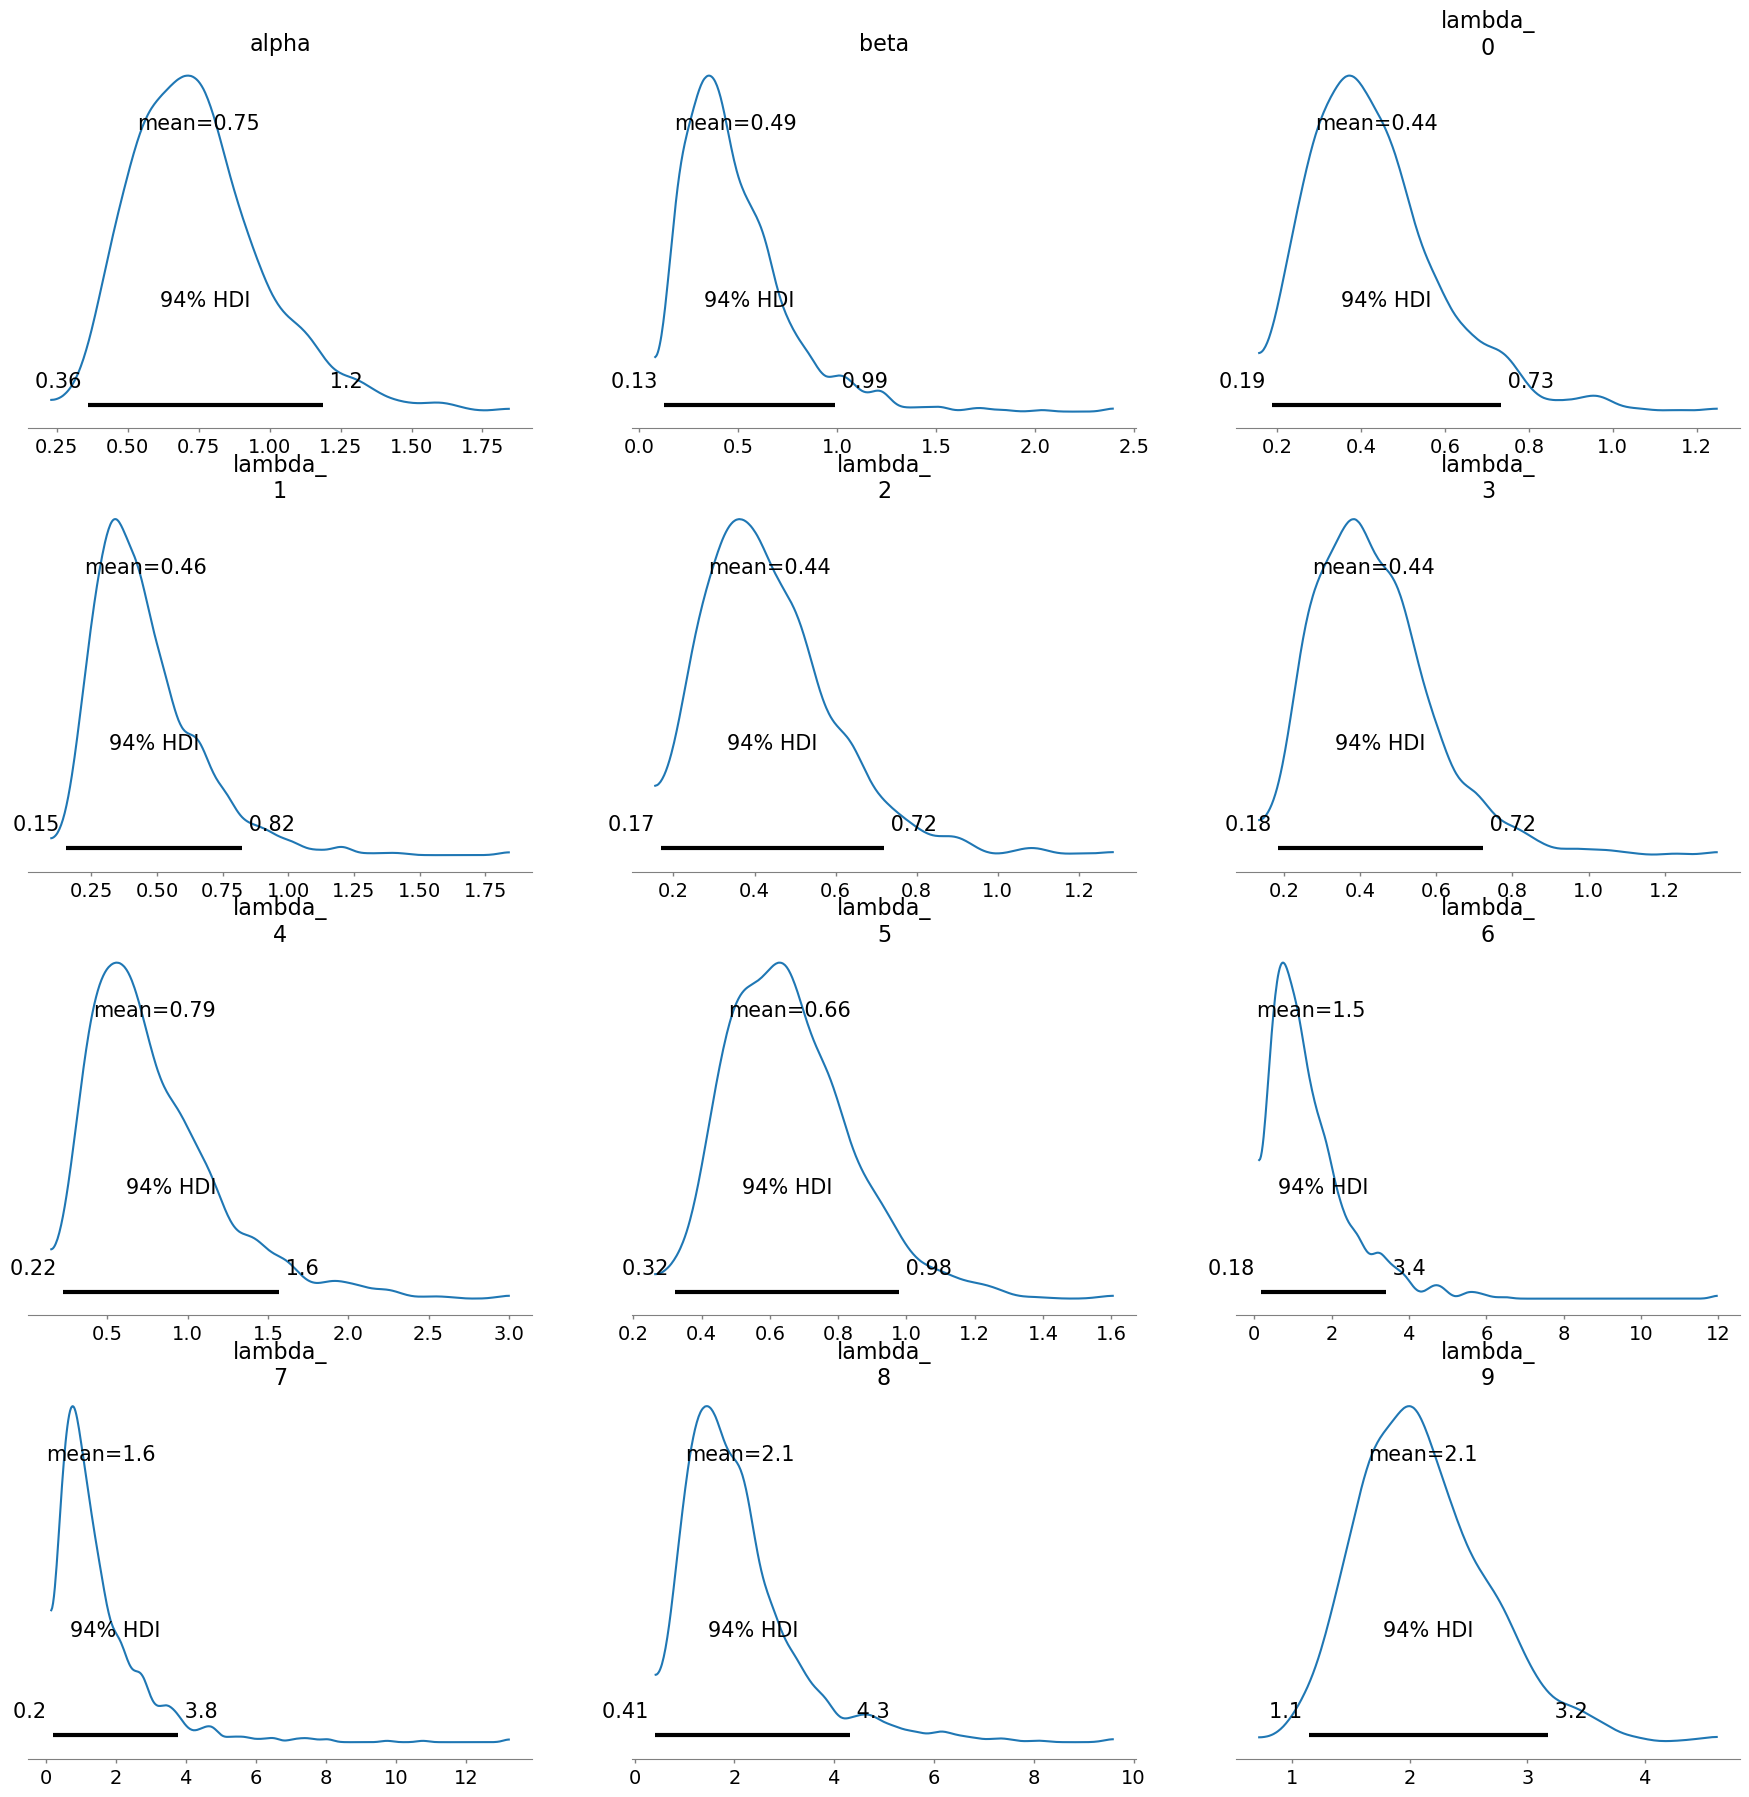 alpha
mean=0.75
94% HDI
0.36 1.2
0.25 0.50 0.75 1.00 1.25 1.50 1.75
beta
mean=0.49
94% HDI
0.13 0.99
0.0 0.5 1.0 1.5 2.0 2.5
lambda_
0
mean=0.44
94% HDI
0.19 0.73
0.2 0.4 0.6 0.8 1.0 1.2
lambda_
1
mean=0.46
94% HDI
0.15 0.82
0.25 0.50 0.75 1.00 1.25 1.50 1.75
lambda_
2
mean=0.44
94% HDI
0.17 0.72
0.2 0.4 0.6 0.8 1.0 1.2
lambda_
3
mean=0.44
94% HDI
0.18 0.72
0.2 0.4 0.6 0.8 1.0 1.2
lambda_
4
mean=0.79
94% HDI
0.22 1.6
0.5 1.0 1.5 2.0 2.5 3.0
lambda_
5
mean=0.66
94% HDI
0.32 0.98
0.2 0.4 0.6 0.8 1.0 1.2 1.4 1.6
lambda_
6
mean=1.5
94% HDI
0.18 3.4
0 2 4 6 8 10 12
lambda_
7
mean=1.6
94% HDI
0.2 3.8
0 2 4 6 8 10 12
lambda_
8
mean=2.1
94% HDI
0.41 4.3
0 2 4 6 8 10
lambda_
9
mean=2.1
94% HDI
1.1 3.2
1 2 3 4